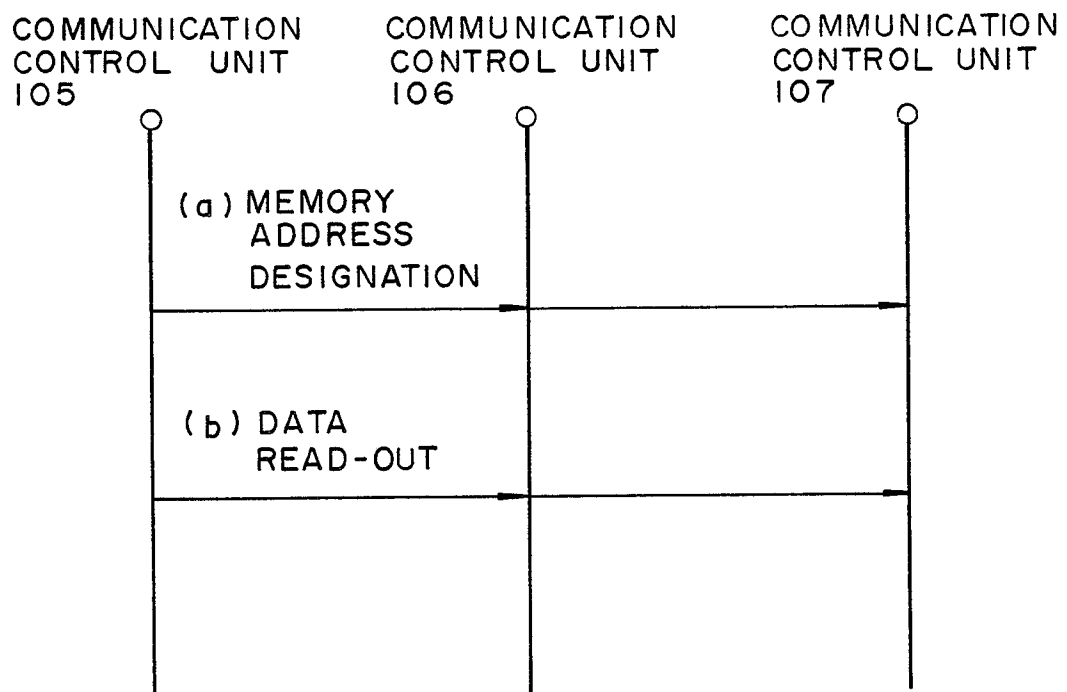 COMMUNICATION
CONTROL UNIT
105
COMMUNICATION
CONTROL UNIT
106
COMMUNICATION
CONTROL UNIT
107
(a) MEMORY
ADDRESS
DESIGNATION
(b) DATA
READ-OUT